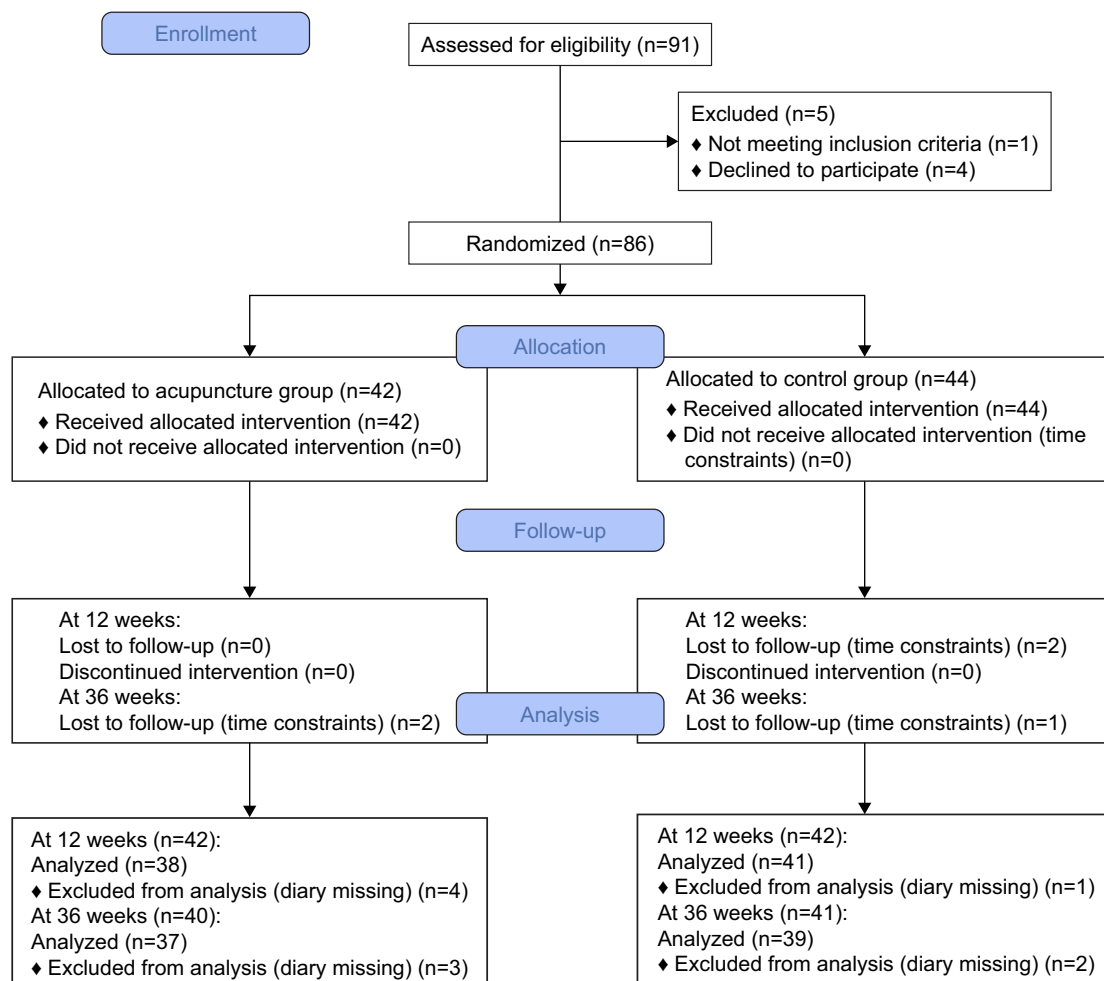 Enrollment
Assessed for eligibility (n=91)
Excluded (n=5)
♦ Not meeting inclusion criteria (n=1)
♦ Declined to participate (n=4)
Randomized (n=86)
Allocation
Allocated to acupuncture group (n=42)
♦ Received allocated intervention (n=42)
♦ Did not receive allocated intervention (n=0)
Allocated to control group (n=44)
♦ Received allocated intervention (n=44)
♦ Did not receive allocated intervention (time
constraints) (n=0)
Follow-up
At 12 weeks:
Lost to follow-up (n=0)
Discontinued intervention (n=0)
At 36 weeks:
Lost to follow-up (time constraints) (n=2)
At 12 weeks:
Lost to follow-up (time constraints) (n=2)
Discontinued intervention (n=0)
At 36 weeks:
Lost to follow-up (time constraints) (n=1)
Analysis
At 12 weeks (n=42):
Analyzed (n=38)
♦ Excluded from analysis (diary missing) (n=4)
At 36 weeks (n=40):
Analyzed (n=37)
♦ Excluded from analysis (diary missing) (n=3)
At 12 weeks (n=42):
Analyzed (n=41)
♦ Excluded from analysis (diary missing) (n=1)
At 36 weeks (n=41):
Analyzed (n=39)
♦ Excluded from analysis (diary missing) (n=2)